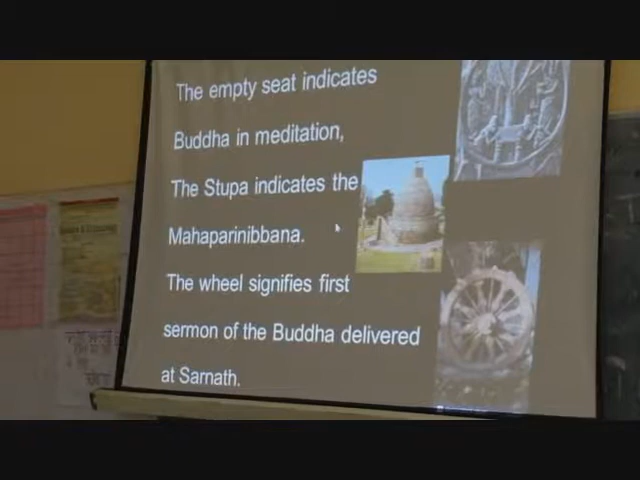 The empty seat indicates
Buddha in meditation,
The Stupa indicates the
Mahaparinibbana.
The wheel signifies first
sermon of the Buddha delivered
at Sarnath.